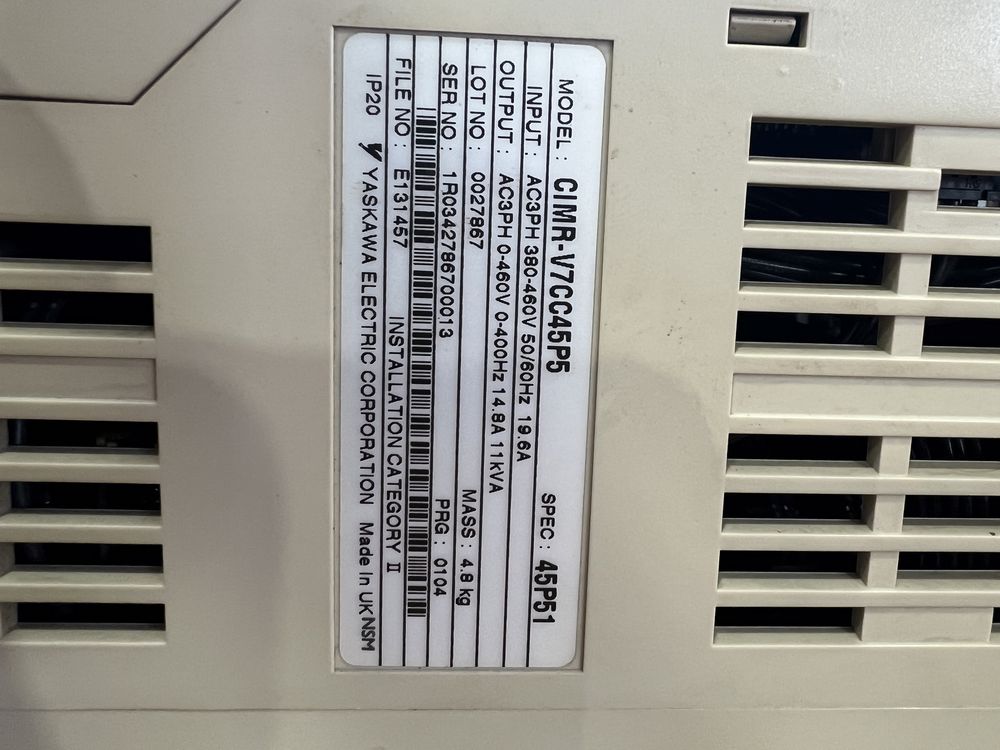 MODEL : CIMR-V7CC45P5 SPEC : 45P51
INPUT : AC3PH 380-460V 50/60Hz 19.6A
OUTPUT : AC3PH 0-460V 0-400Hz 14.8A 11kVA
LOT NO : 0027867 MASS : 4.8 kg
SER NO : 1R0342786700013 PRG : 0104
FILE NO : E131457 INSTALLATION CATEGORY II
IP20 YASKAWA ELECTRIC CORPORATION Made In UK NSM